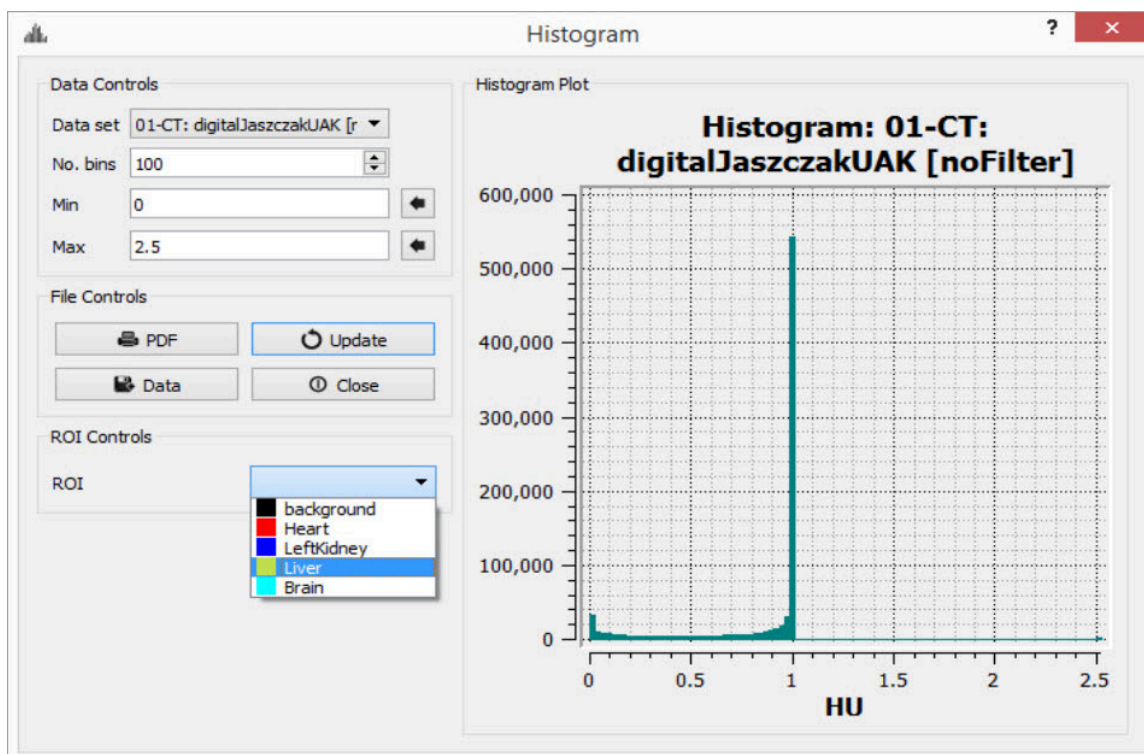 Histogram
?
Data Controls
Data set 01-CT: digitalJaszczakUAK [r
No. bins 100
Min 0
Max 2.5
File Controls
PDF Update
Data Close
ROI Controls
ROI
background
Heart
LeftKidney
Liver
Brain
Histogram Plot
Histogram: 01-CT:
digitalJaszczakUAK [noFilter]
600,000
500,000
400,000
300,000
200,000
100,000
0
0 0.5 1 1.5 2 2.5
HU